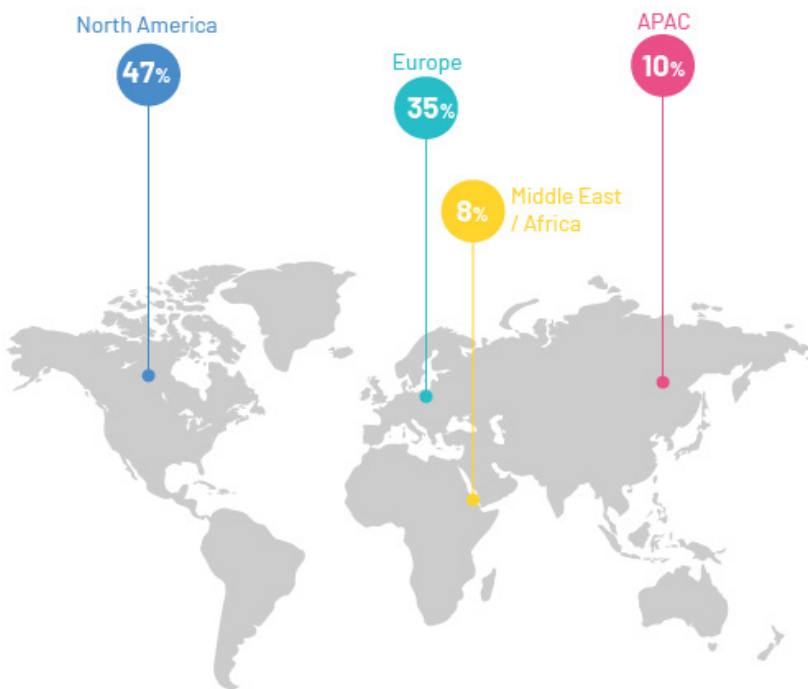 North America
47%
Europe
35%
Middle East
/ Africa
8%
APAC
10%